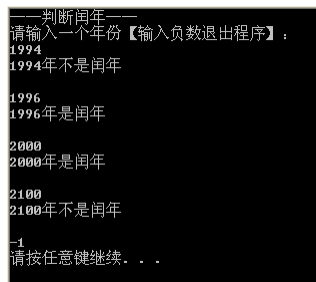 ——判断闰年——
请输入一个年份【输入负数退出程序】：
1994
1994年不是闰年
1996
1996年是闰年
2000
2000年是闰年
2100
2100年不是闰年
-1
请按任意键继续. . .